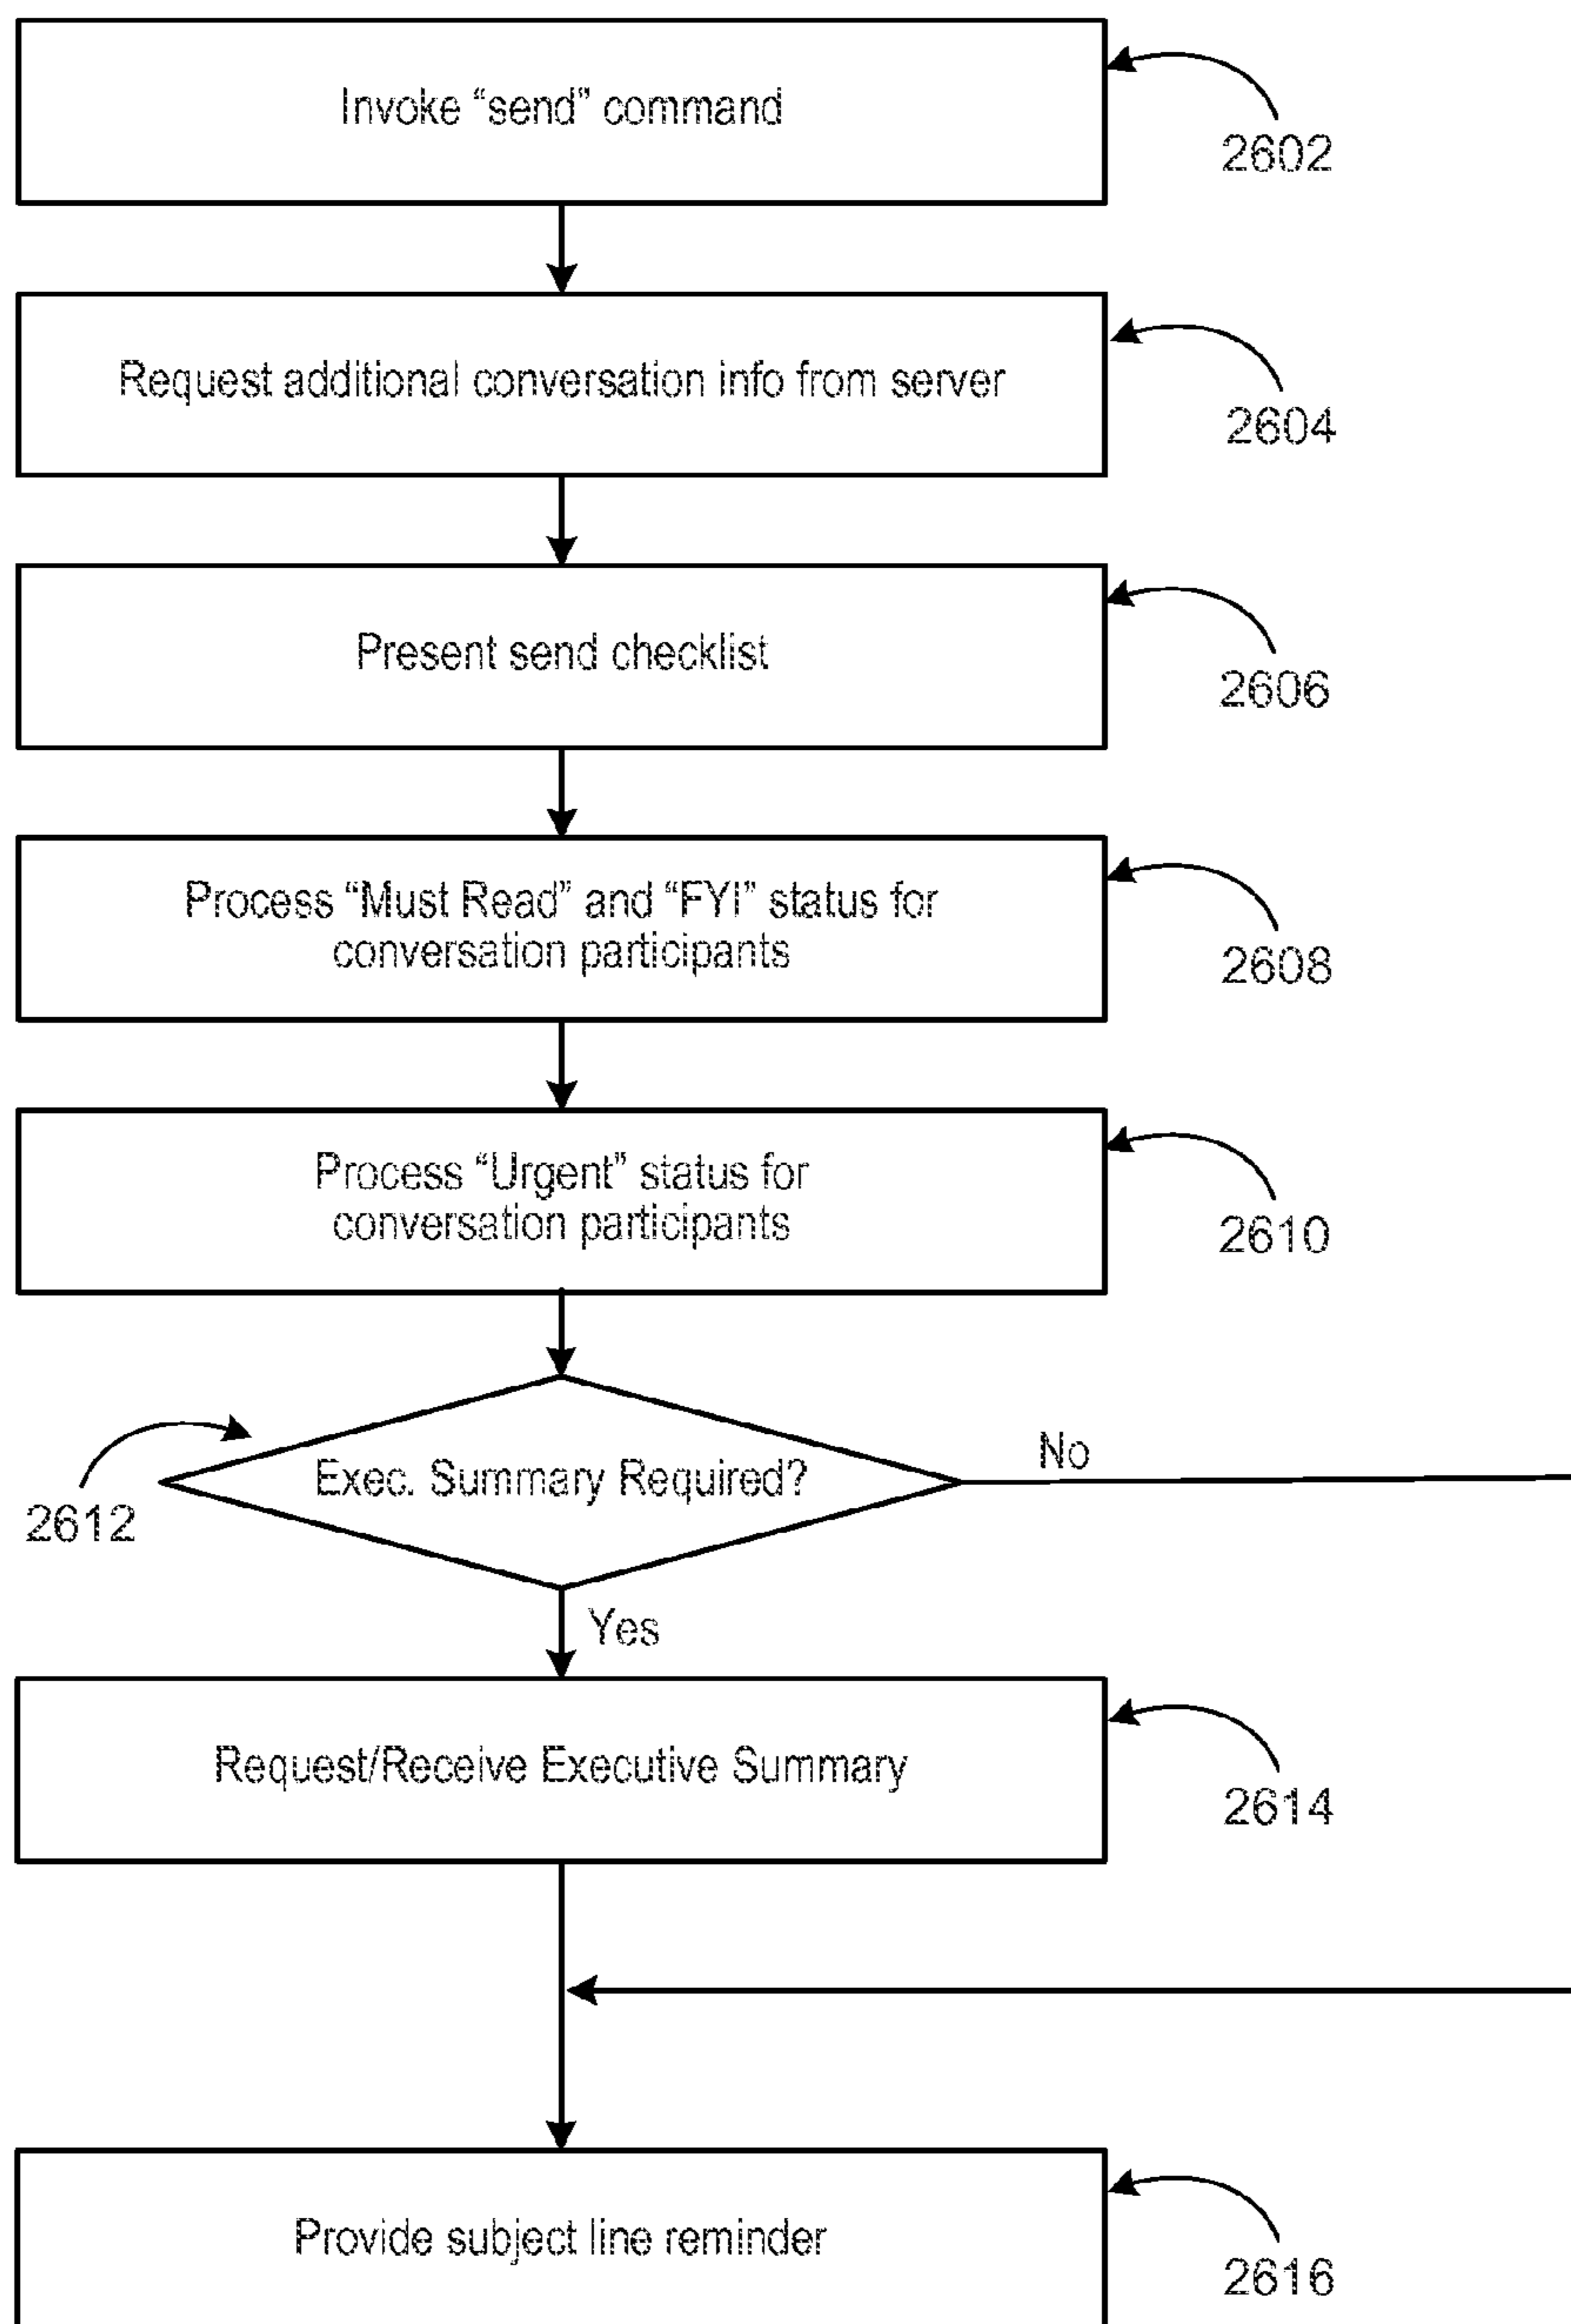 Invoke “send” command
2602
Request additional conversation info from server
2604
Present send checklist
2606
Process “Must Read” and “FYI” status for
conversation participants
2608
Process “Urgent” status for
conversation participants
2610
Exec. Summary Required?
No
2612
Yes
Request/Receive Executive Summary
2614
Provide subject line reminder
2616